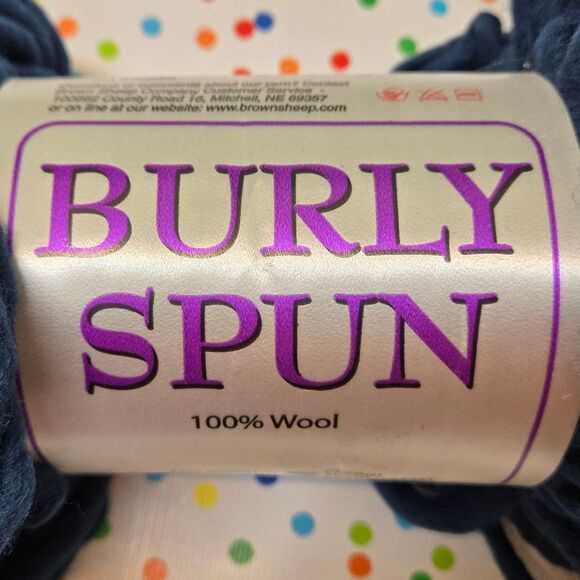 comments about our yarn? Contact
Brown Sheep Company Customer Service -
100662 County Road 16, Mitchell, NE 69357
or on line at our website: www.brownsheep.com
BURLY
SPUN
100% Wool